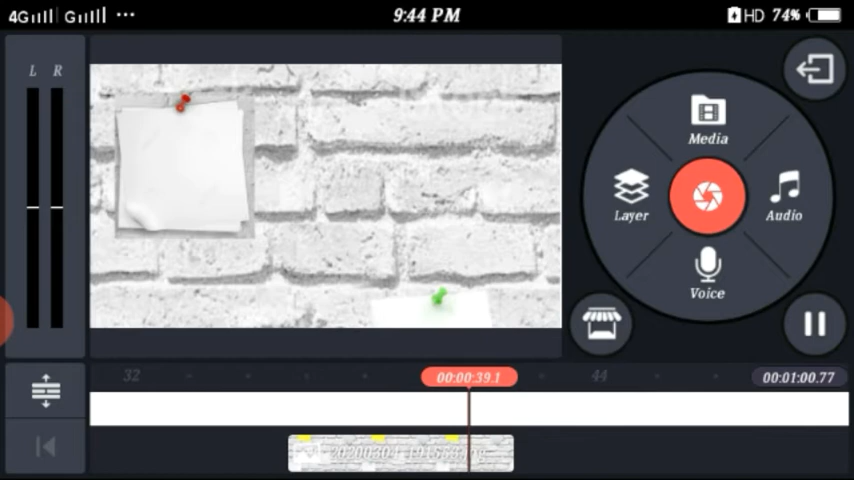 4G G ••• 9:44 PM HD 74%
L R
Media
Layer
Audio
Voice
32 00:00:39.1 44 00:01:00.77